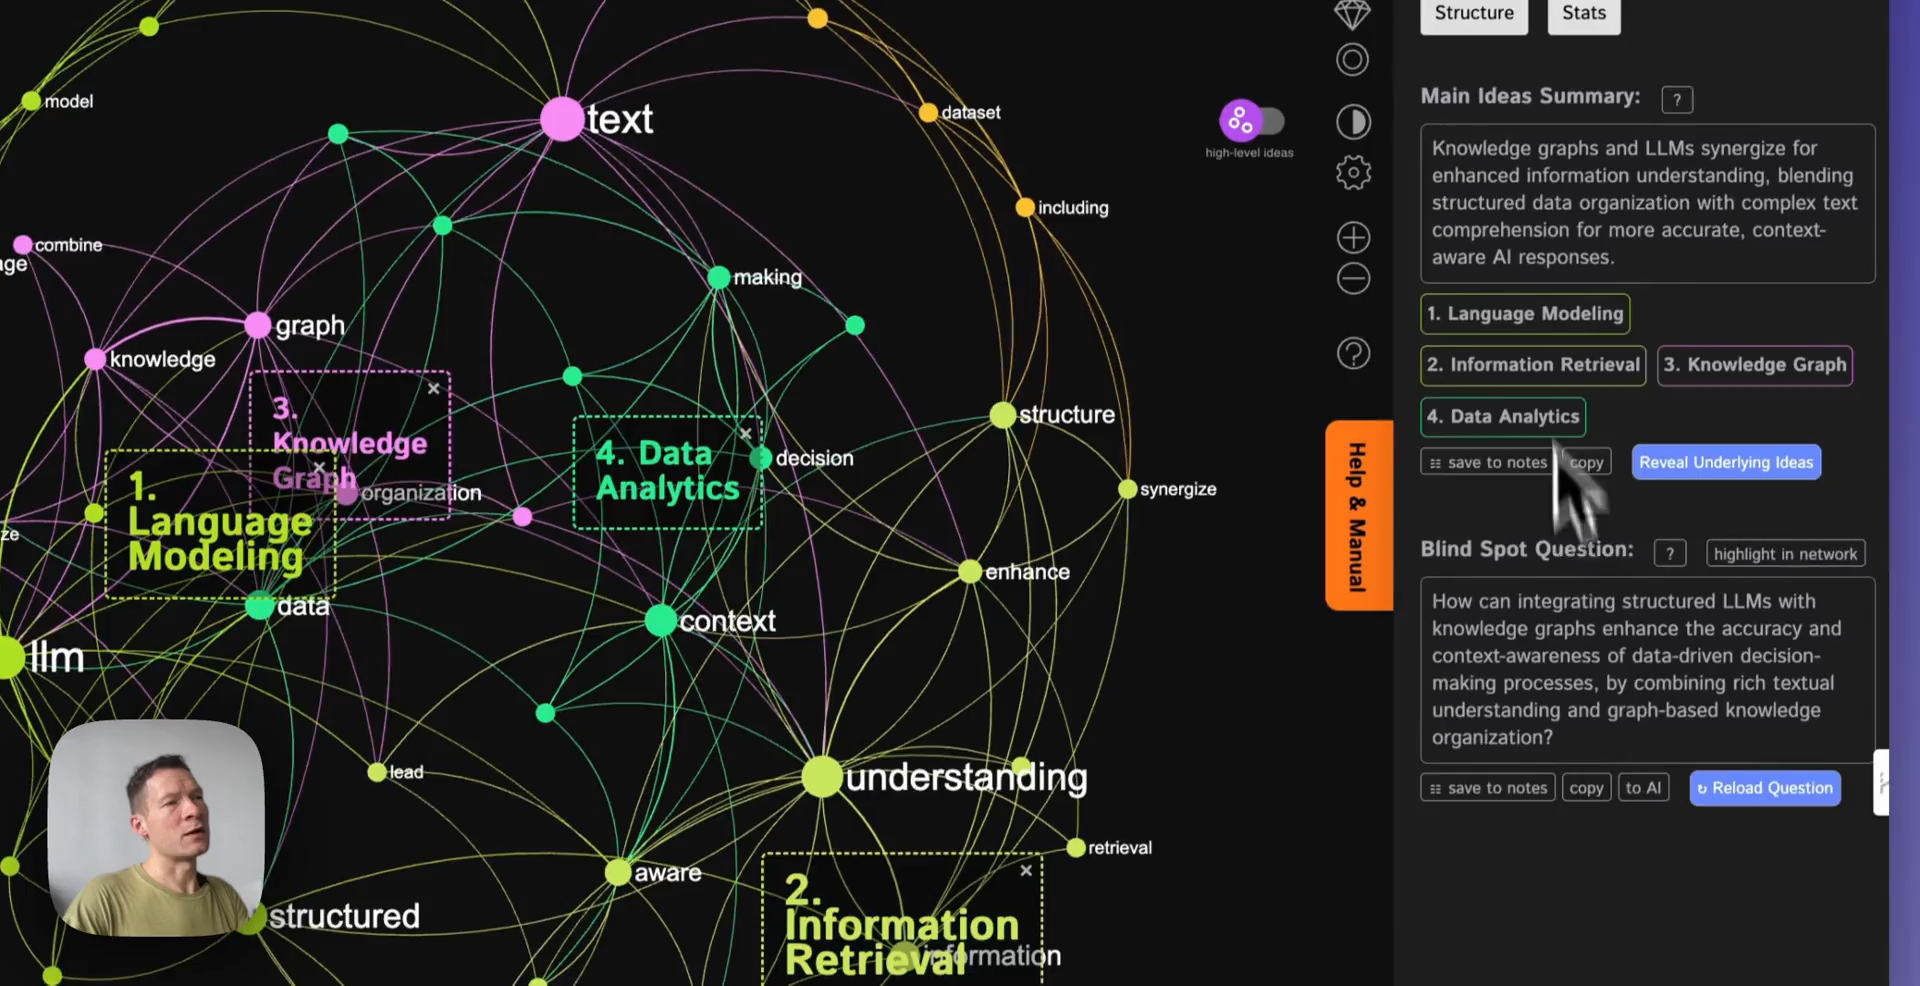 model
text
dataset
high-level ideas
including
combine
age
making
graph
knowledge
3.
Knowledge
Graph
organization
1.
Language
Modeling
4. Data
Analytics
decision
structure
synergize
ze
enhance
data
context
llm
lead
understanding
retrieval
aware
structured
2.
Information
Retrieval
information
Help & Manual
Structure
Stats
Main Ideas Summary:
?
Knowledge graphs and LLMs synergize for
enhanced information understanding, blending
structured data organization with complex text
comprehension for more accurate, context-
aware AI responses.
1. Language Modeling
2. Information Retrieval
3. Knowledge Graph
4. Data Analytics
save to notes
copy
Reveal Underlying Ideas
Blind Spot Question:
?
highlight in network
How can integrating structured LLMs with
knowledge graphs enhance the accuracy and
context-awareness of data-driven decision-
making processes, by combining rich textual
understanding and graph-based knowledge
organization?
save to notes
copy
to AI
↻ Reload Question